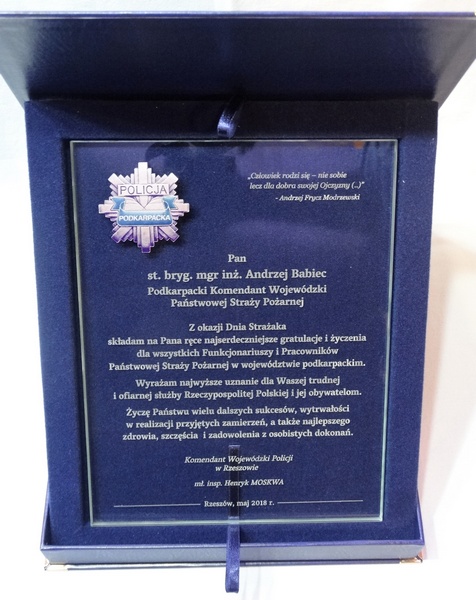 POLICJA
PODKARPACKA
„Człowiek rodzi się – nie sobie
lecz dla dobra swojej Ojczyzny (..)”
- Andrzej Frycz Modrzewski
Pan
st. bryg. mgr inż. Andrzej Babiec
Podkarpacki Komendant Wojewódzki
Państwowej Straży Pożarnej
Z okazji Dnia Strażaka
składam na Pana ręce najserdeczniejsze gratulacje i życzenia
dla wszystkich Funkcjonariuszy i Pracowników
Państwowej Straży Pożarnej w województwie podkarpackim.
Wyrażam najwyższe uznanie dla Waszej trudnej
i ofiarnej służby Rzeczypospolitej Polskiej i jej obywatelom.
Życzę Państwu wielu dalszych sukcesów, wytrwałości
w realizacji przyjętych zamierzeń, a także najlepszego
zdrowia, szczęścia i zadowolenia z osobistych dokonań.
Komendant Wojewódzki Policji
w Rzeszowie
mł. insp. Henryk MOSKWA
Rzeszów, maj 2018 r.